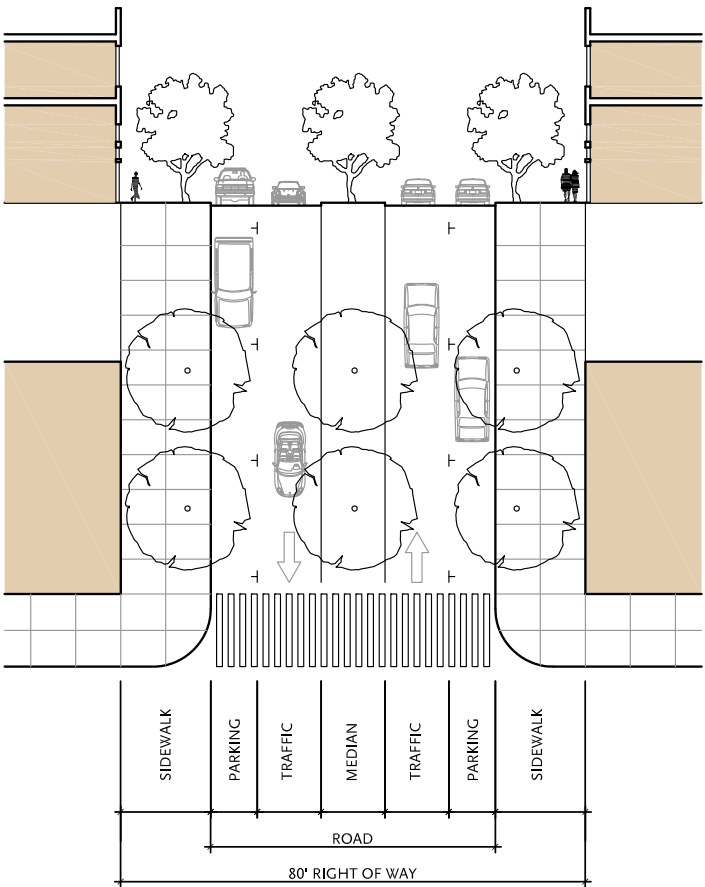 SIDEWALK
PARKING
TRAFFIC
MEDIAN
TRAFFIC
PARKING
SIDEWALK
ROAD
80' RIGHT OF WAY